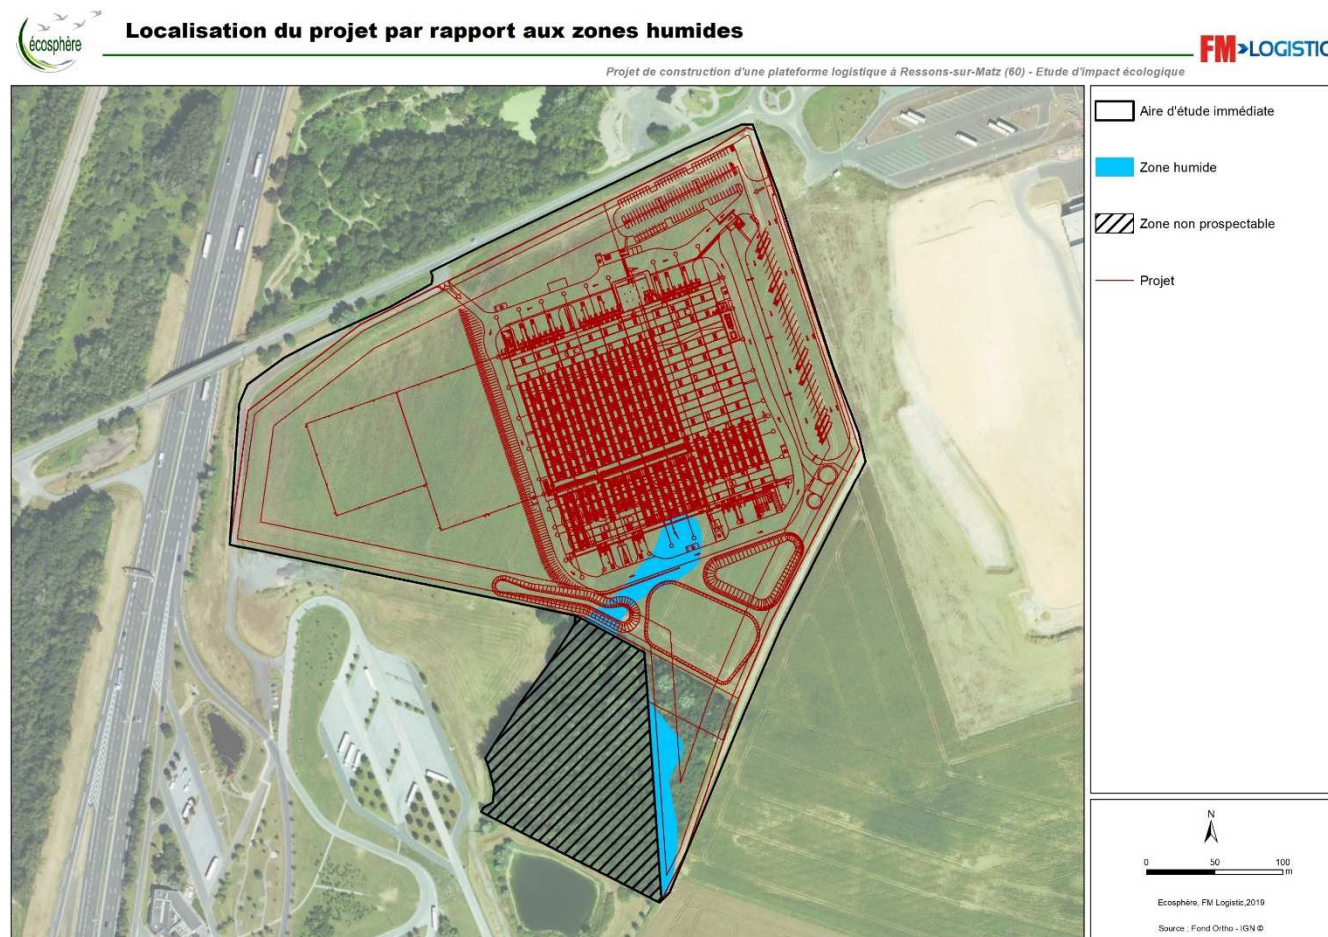 écosphère
Localisation du projet par rapport aux zones humides
FM LOGISTIC
Projet de construction d'une plateforme logistique à Ressons-sur-Matz (60) - Etude d'impact écologique
Aire d'étude immédiate
Zone humide
Zone non prospectable
Projet
N
0 50 100
m
Ecosphère, FM Logistic,2019
Source : Fond Ortho - IGN ©